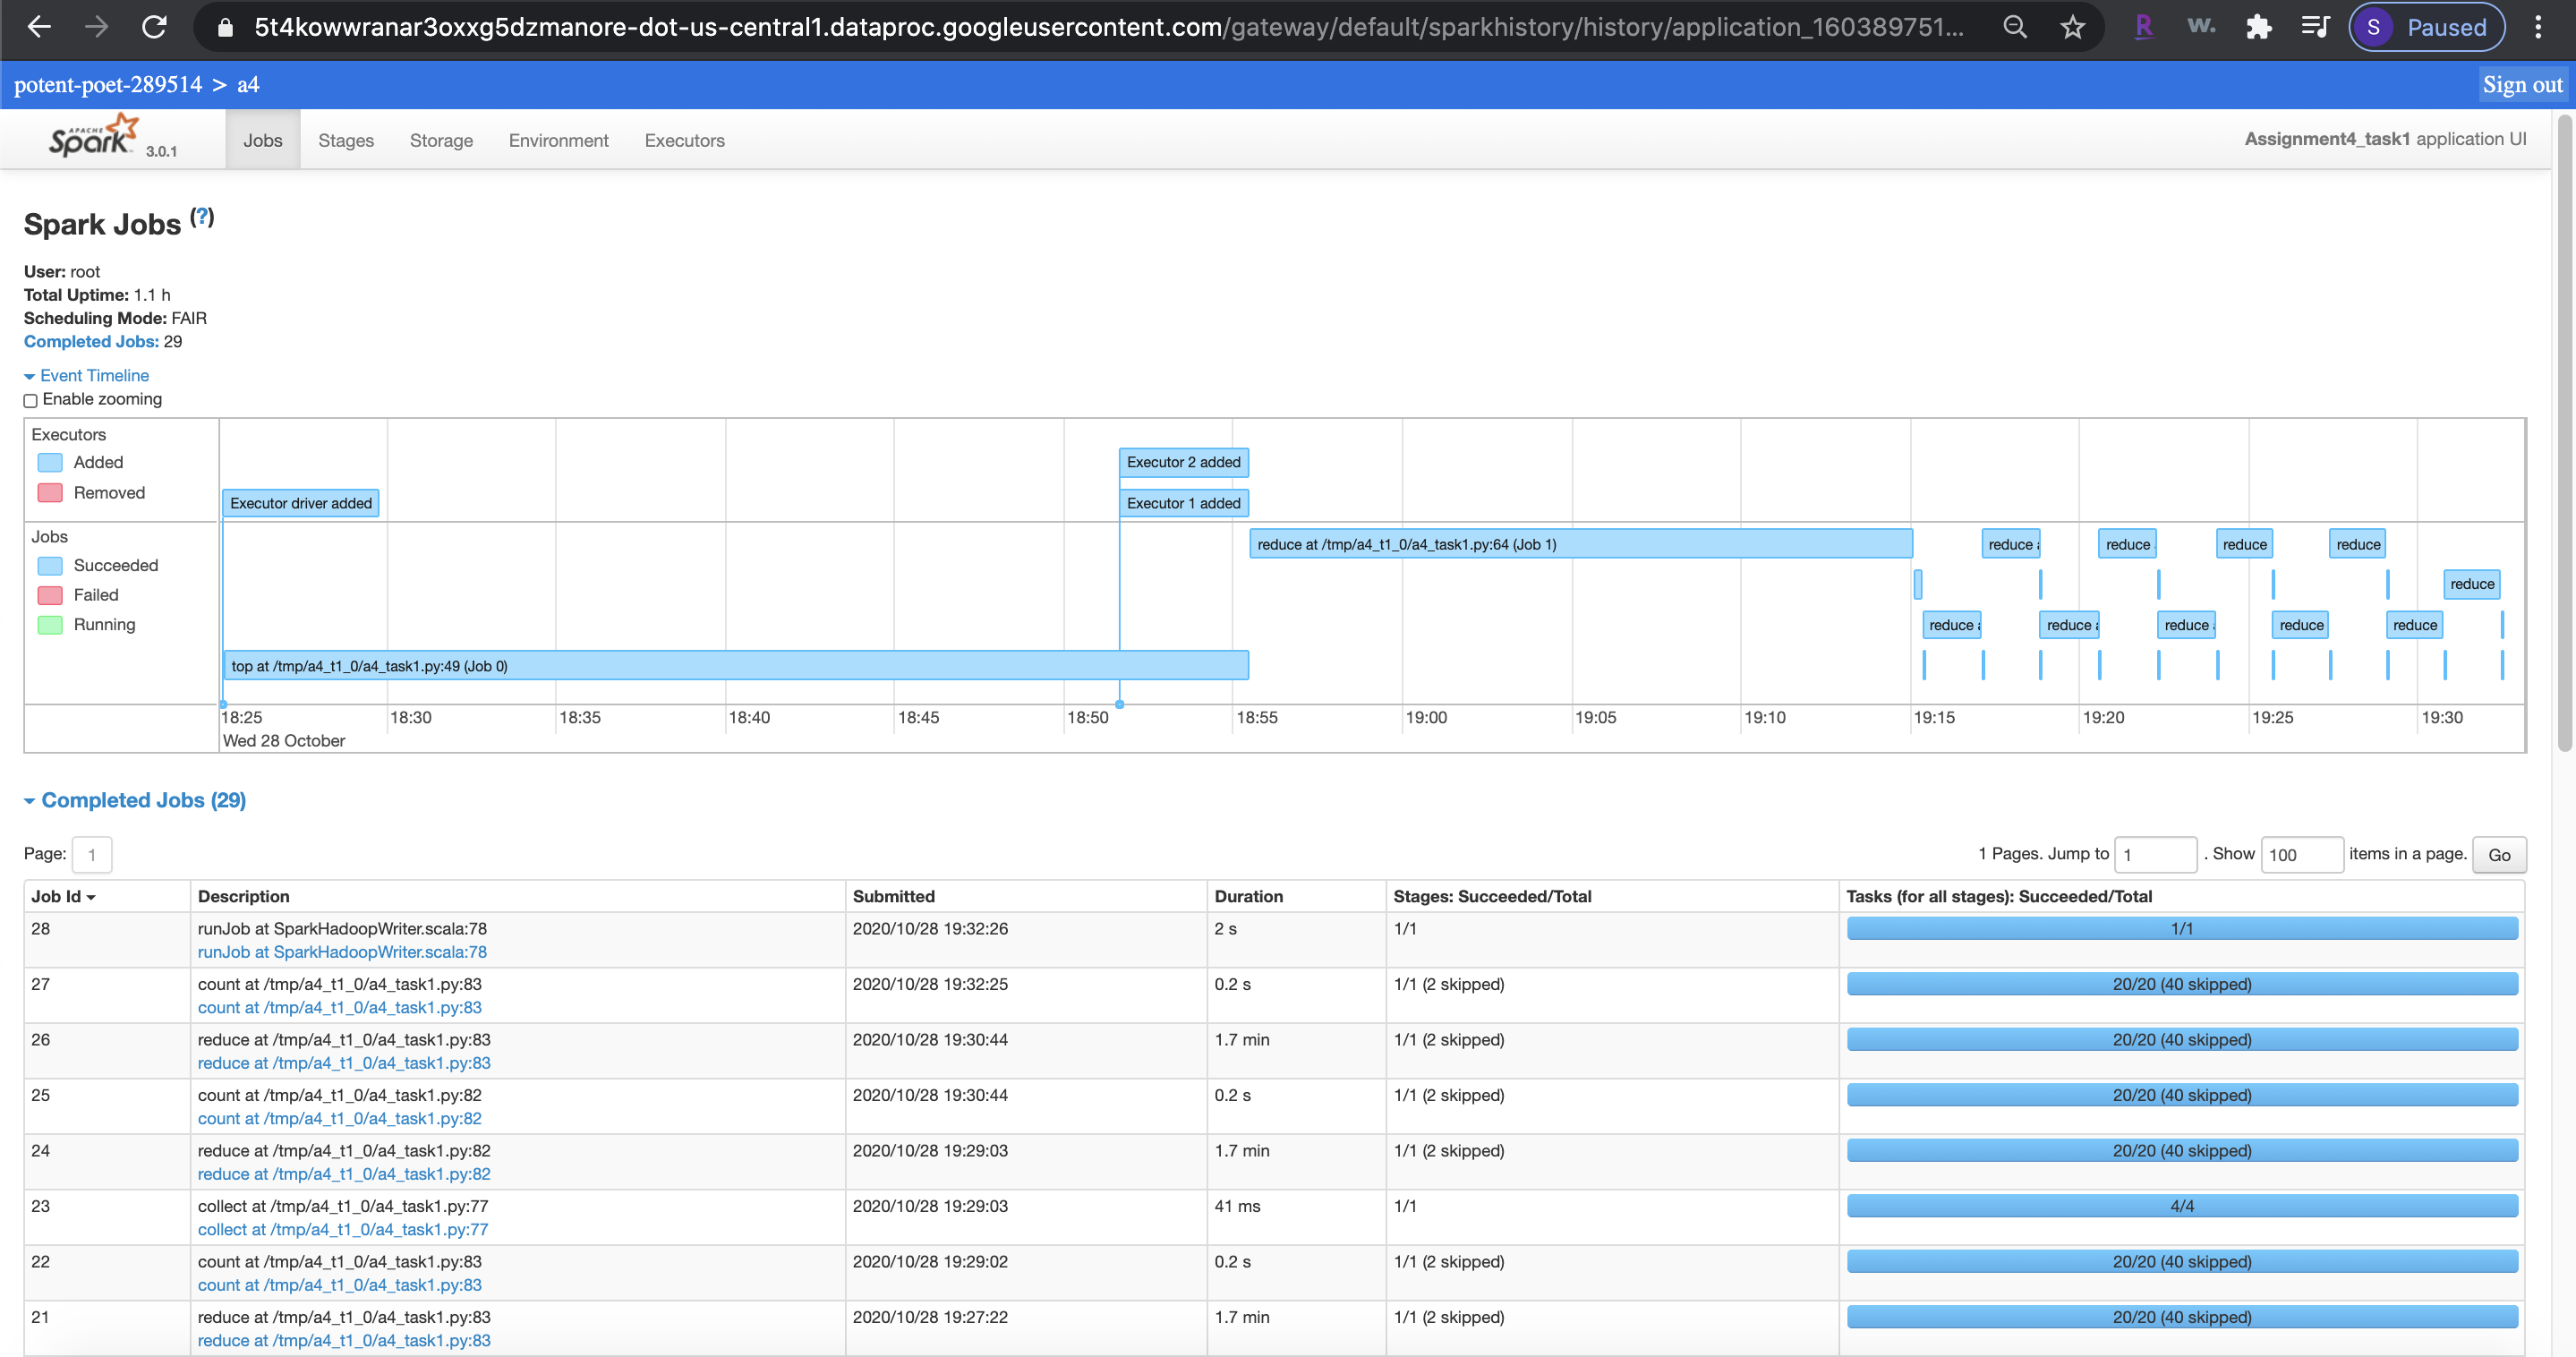 5t4kowwranar3oxxg5dzmanore-dot-us-central1.dataproc.googleusercontent.com/gateway/default/sparkhistory/history/application_160389751...
R
w.
S
Paused
potent-poet-289514 > a4
Sign out
APACHE
Spark 3.0.1
Jobs
Stages
Storage
Environment
Executors
Assignment4_task1 application UI
Spark Jobs (?)
User: root
Total Uptime: 1.1 h
Scheduling Mode: FAIR
Completed Jobs: 29
Event Timeline
Enable zooming
Executors
Added
Removed
Executor driver added
Executor 2 added
Executor 1 added
Jobs
Succeeded
Failed
Running
reduce at /tmp/a4_t1_0/a4_task1.py:64 (Job 1)
reduce a
reduce
reduce
reduce
reduce
reduce a
reduce a
reduce a
reduce
reduce
top at /tmp/a4_t1_0/a4_task1.py:49 (Job 0)
18:25 18:30 18:35 18:40 18:45 18:50 18:55 19:00 19:05 19:10 19:15 19:20 19:25 19:30
Wed 28 October
Completed Jobs (29)
Page: 1
1 Pages. Jump to 1 . Show 100 items in a page. Go
Job Id Description Submitted Duration Stages: Succeeded/Total Tasks (for all stages): Succeeded/Total
28 runJob at SparkHadoopWriter.scala:78 2020/10/28 19:32:26 2 s 1/1 1/1
runJob at SparkHadoopWriter.scala:78
27 count at /tmp/a4_t1_0/a4_task1.py:83 2020/10/28 19:32:25 0.2 s 1/1 (2 skipped) 20/20 (40 skipped)
count at /tmp/a4_t1_0/a4_task1.py:83
26 reduce at /tmp/a4_t1_0/a4_task1.py:83 2020/10/28 19:30:44 1.7 min 1/1 (2 skipped) 20/20 (40 skipped)
reduce at /tmp/a4_t1_0/a4_task1.py:83
25 count at /tmp/a4_t1_0/a4_task1.py:82 2020/10/28 19:30:44 0.2 s 1/1 (2 skipped) 20/20 (40 skipped)
count at /tmp/a4_t1_0/a4_task1.py:82
24 reduce at /tmp/a4_t1_0/a4_task1.py:82 2020/10/28 19:29:03 1.7 min 1/1 (2 skipped) 20/20 (40 skipped)
reduce at /tmp/a4_t1_0/a4_task1.py:82
23 collect at /tmp/a4_t1_0/a4_task1.py:77 2020/10/28 19:29:03 41 ms 1/1 4/4
collect at /tmp/a4_t1_0/a4_task1.py:77
22 count at /tmp/a4_t1_0/a4_task1.py:83 2020/10/28 19:29:02 0.2 s 1/1 (2 skipped) 20/20 (40 skipped)
count at /tmp/a4_t1_0/a4_task1.py:83
21 reduce at /tmp/a4_t1_0/a4_task1.py:83 2020/10/28 19:27:22 1.7 min 1/1 (2 skipped) 20/20 (40 skipped)
reduce at /tmp/a4_t1_0/a4_task1.py:83